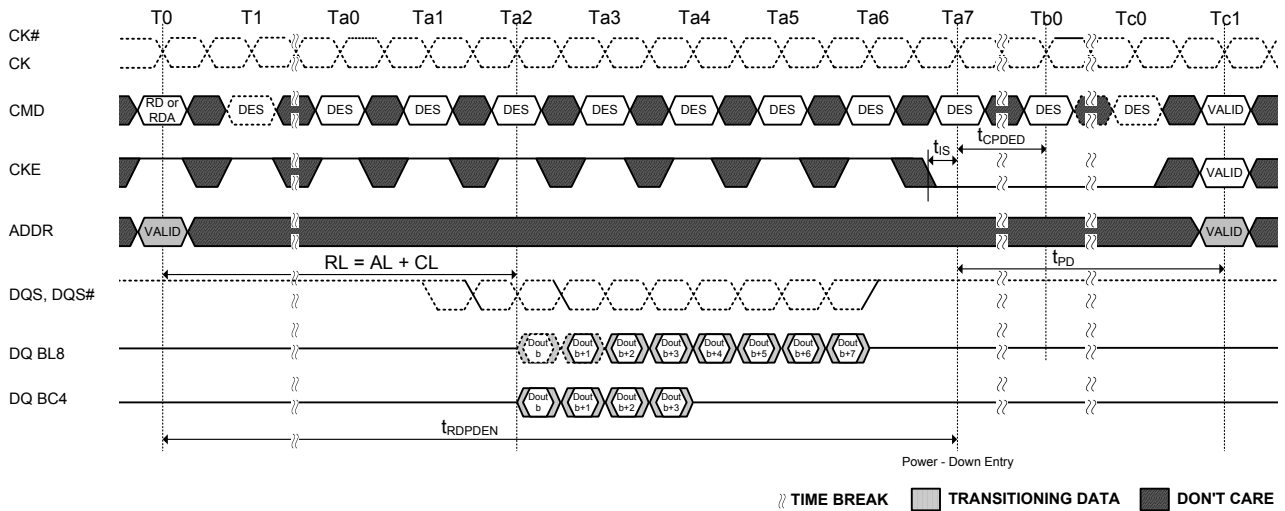 T0 T1 Ta0 Ta1 Ta2 Ta3 Ta4 Ta5 Ta6 Ta7 Tb0 Tc0 Tc1
CK#
CK
CMD
RD or
RDA
DES DES DES DES DES DES DES DES DES DES DES VALID
tIS
tCPDED
CKE
VALID
ADDR
VALID VALID
RL = AL + CL
tPD
DQS, DQS#
DQ BL8
Dout
b
Dout
b+1
Dout
b+2
Dout
b+3
Dout
b+4
Dout
b+5
Dout
b+6
Dout
b+7
DQ BC4
Dout
b
Dout
b+1
Dout
b+2
Dout
b+3
tRDPDEN
Power - Down Entry
TIME BREAK TRANSITIONING DATA DON'T CARE